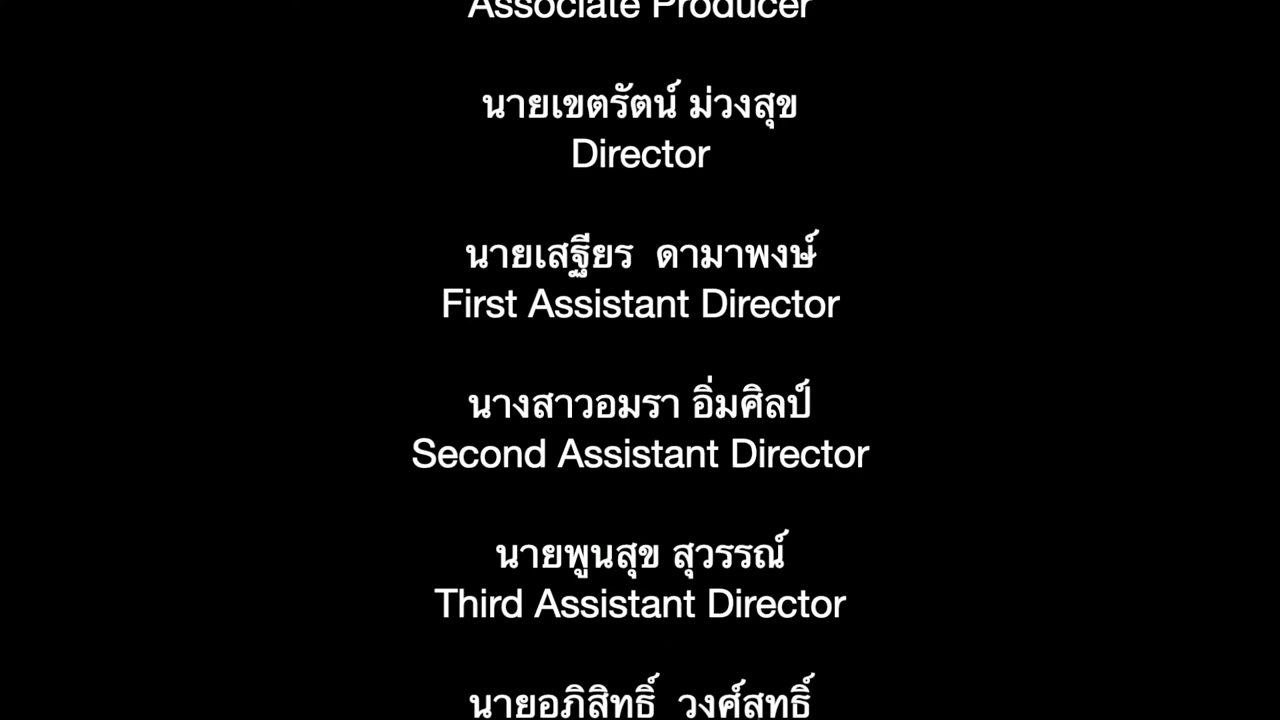 Associate Producer
นายเขตรัตน์ ม่วงสุข
Director
นายเสฐียร ดามาพงษ์
First Assistant Director
นางสาวอมรา อิ่มศิลป์
Second Assistant Director
นายพูนสุข สุวรรณ์
Third Assistant Director
นายอภิสิทธิ์ วงศ์สุทธิ์